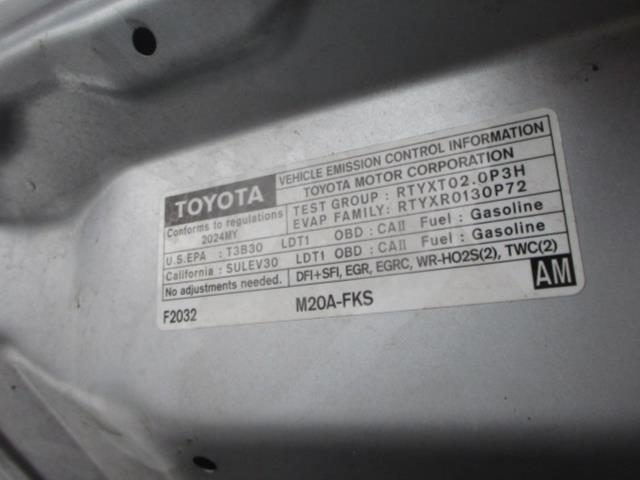 TOYOTA
VEHICLE EMISSION CONTROL INFORMATION
TOYOTA MOTOR CORPORATION
Conforms to regulations
2024MY
TEST GROUP : RTYXT02.0P3H
EVAP FAMILY: RTYXR0130P72
U.S.EPA : T3B30 LDT1 OBD : CAII Fuel : Gasoline
California : SULEV30 LDT1 OBD : CAII Fuel : Gasoline
No adjustments needed. DFI+SFI, EGR, EGRC, WR-HO2S(2), TWC(2)
F2032 M20A-FKS AM